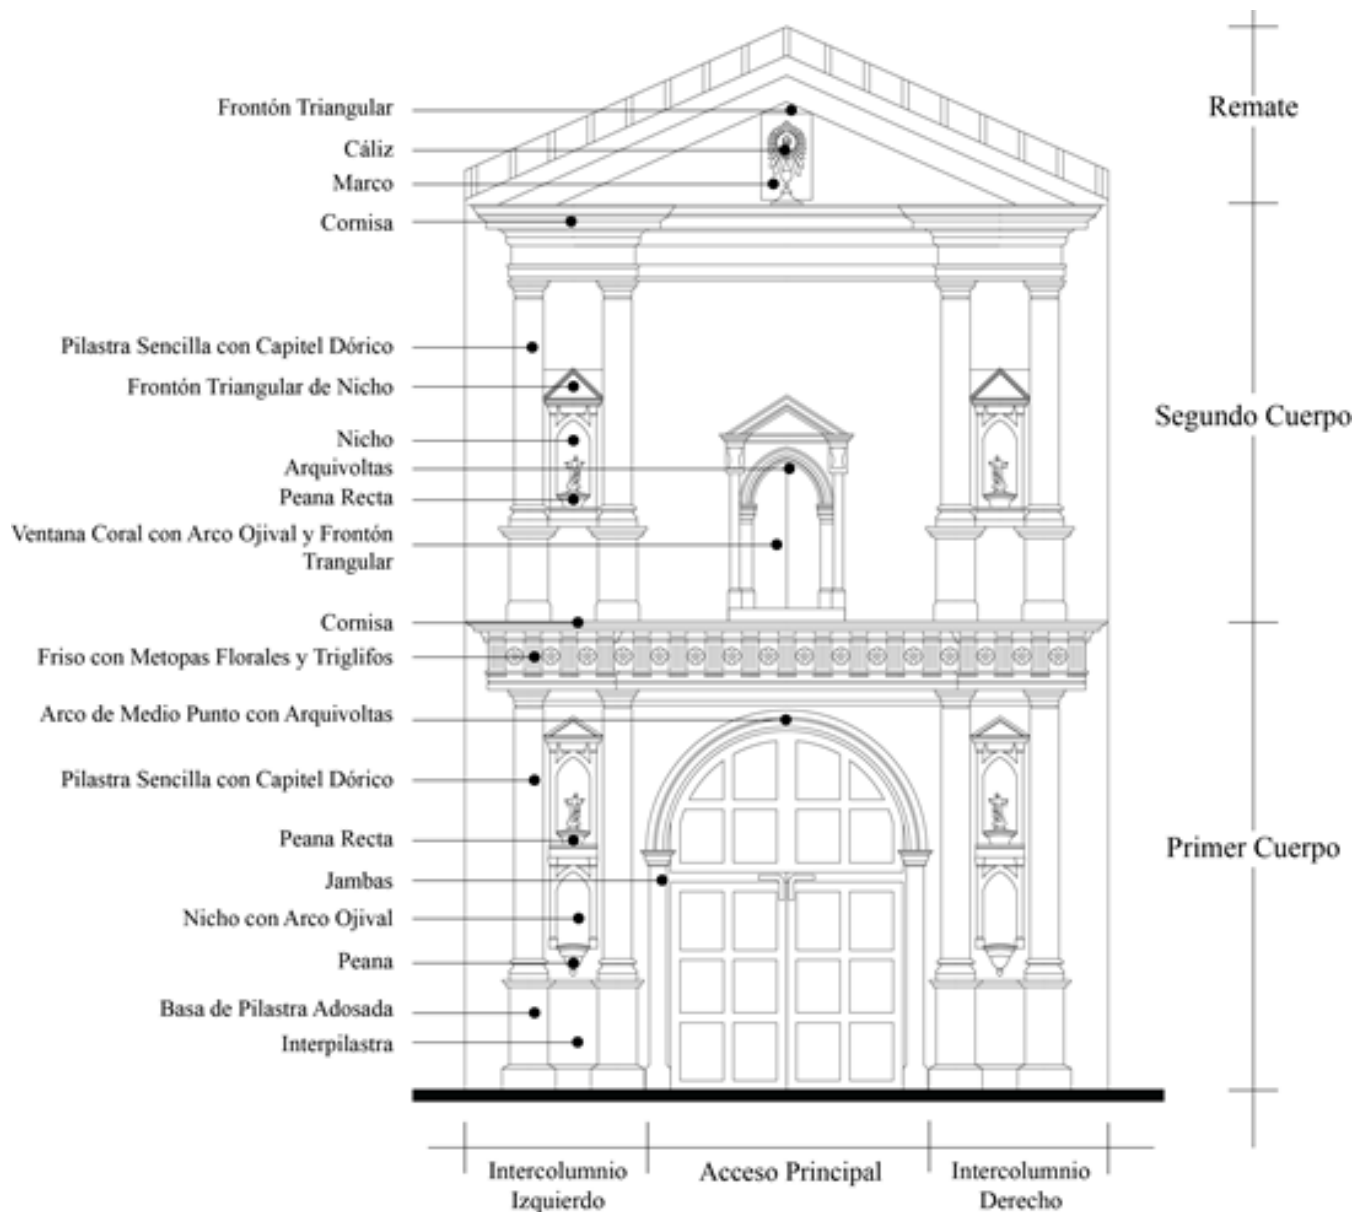 Frontón Triangular
Cáliz
Marco
Cornisa
Pilastra Sencilla con Capitel Dórico
Frontón Triangular de Nicho
Nicho
Arquivoltas
Peana Recta
Ventana Coral con Arco Ojival y Frontón
Trangular
Cornisa
Friso con Metopas Florales y Triglifos
Arco de Medio Punto con Arquivoltas
Pilastra Sencilla con Capitel Dórico
Peana Recta
Jambas
Nicho con Arco Ojival
Peana
Basa de Pilastra Adosada
Interpilastra
Remate
Segundo Cuerpo
Primer Cuerpo
Intercolumnio
Izquierdo
Acceso Principal
Intercolumnio
Derecho